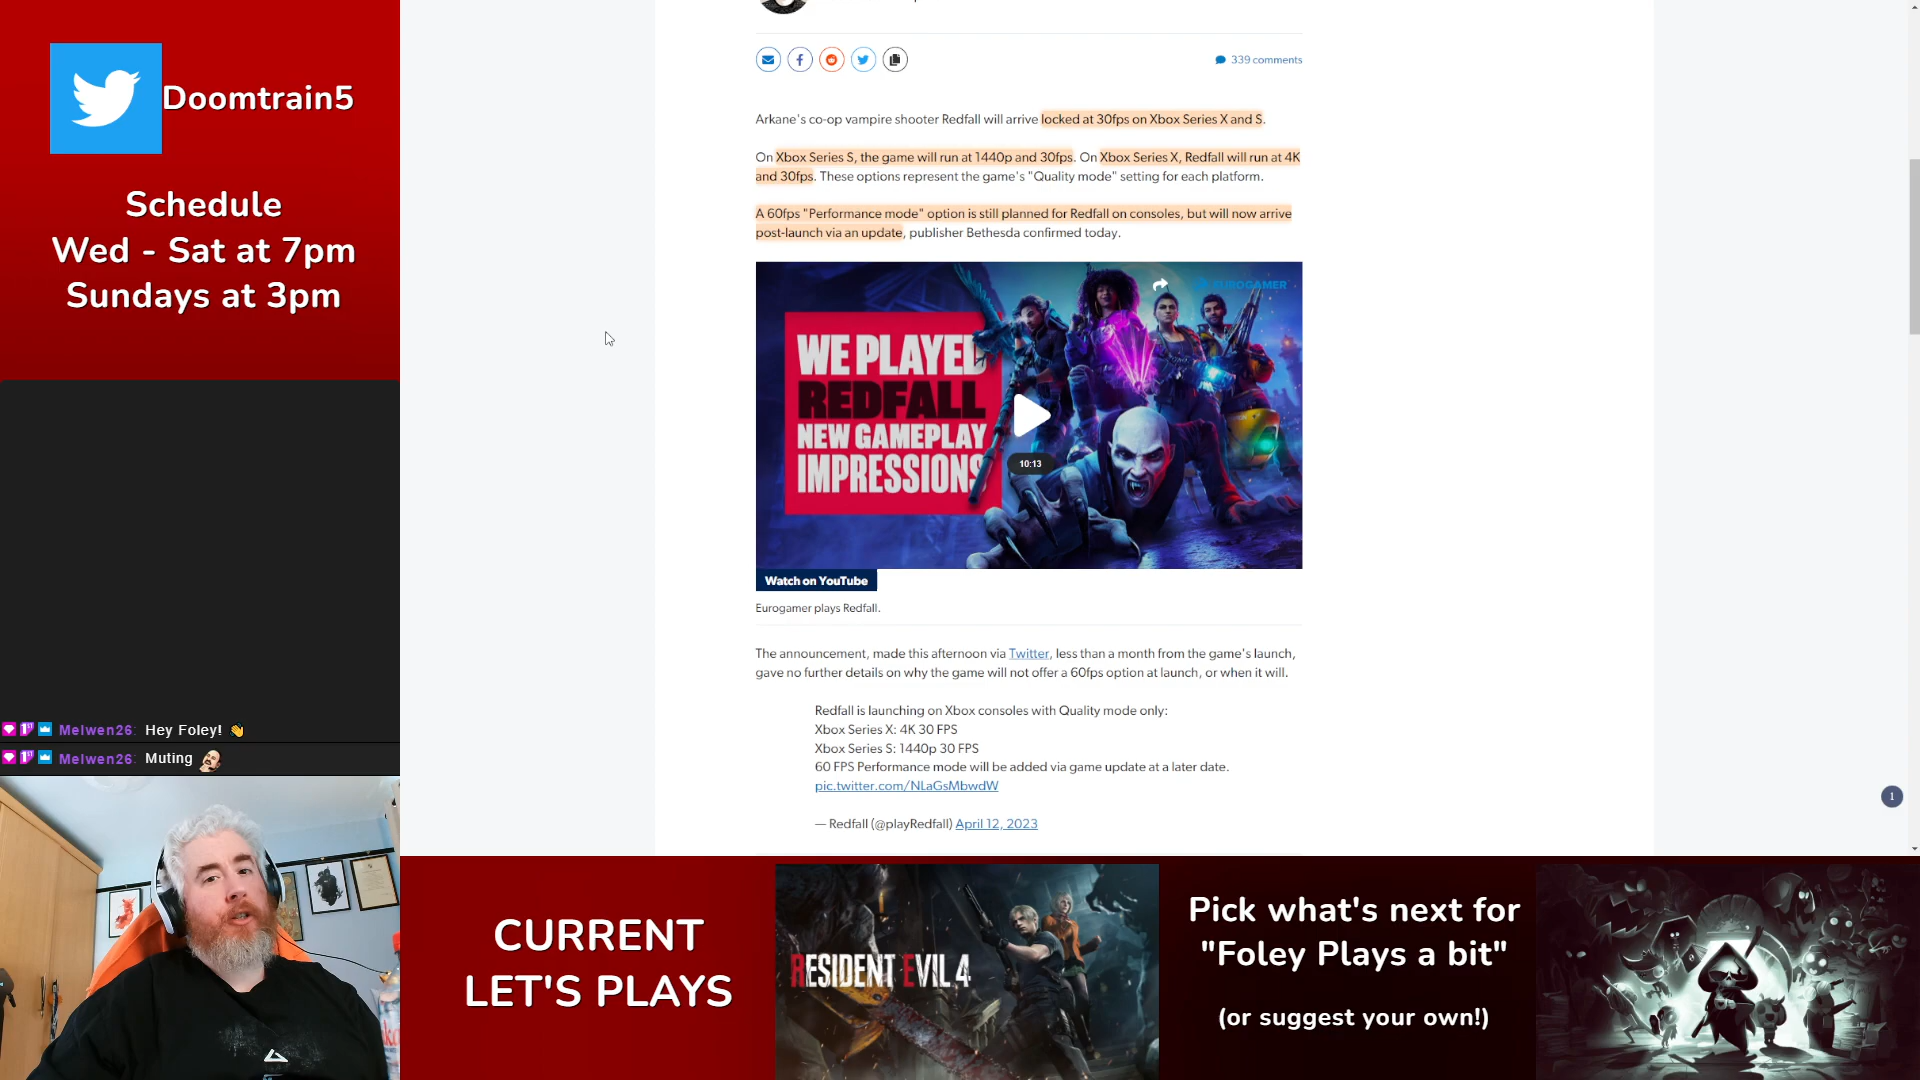 Doomtrain5
Schedule
Wed - Sat at 7pm
Sundays at 3pm
Melwen26: Hey Foley!
Melwen26: Muting
339 comments
Arkane's co-op vampire shooter Redfall will arrive locked at 30fps on Xbox Series X and S.
On Xbox Series S, the game will run at 1440p and 30fps. On Xbox Series X, Redfall will run at 4K
and 30fps. These options represent the game's "Quality mode" setting for each platform.
A 60fps "Performance mode" option is still planned for Redfall on consoles, but will now arrive
post-launch via an update, publisher Bethesda confirmed today.
EUROGAMER
WE PLAYED
REDFALL
NEW GAMEPLAY
IMPRESSIONS
10:13
Watch on YouTube
Eurogamer plays Redfall.
The announcement, made this afternoon via Twitter, less than a month from the game's launch,
gave no further details on why the game will not offer a 60fps option at launch, or when it will.
Redfall is launching on Xbox consoles with Quality mode only:
Xbox Series X: 4K 30 FPS
Xbox Series S: 1440p 30 FPS
60 FPS Performance mode will be added via game update at a later date.
pic.twitter.com/NLaGsMbwdW
— Redfall (@playRedfall) April 12, 2023
1
CURRENT
LET'S PLAYS
RESIDENT EVIL 4
Pick what's next for
"Foley Plays a bit"
(or suggest your own!)